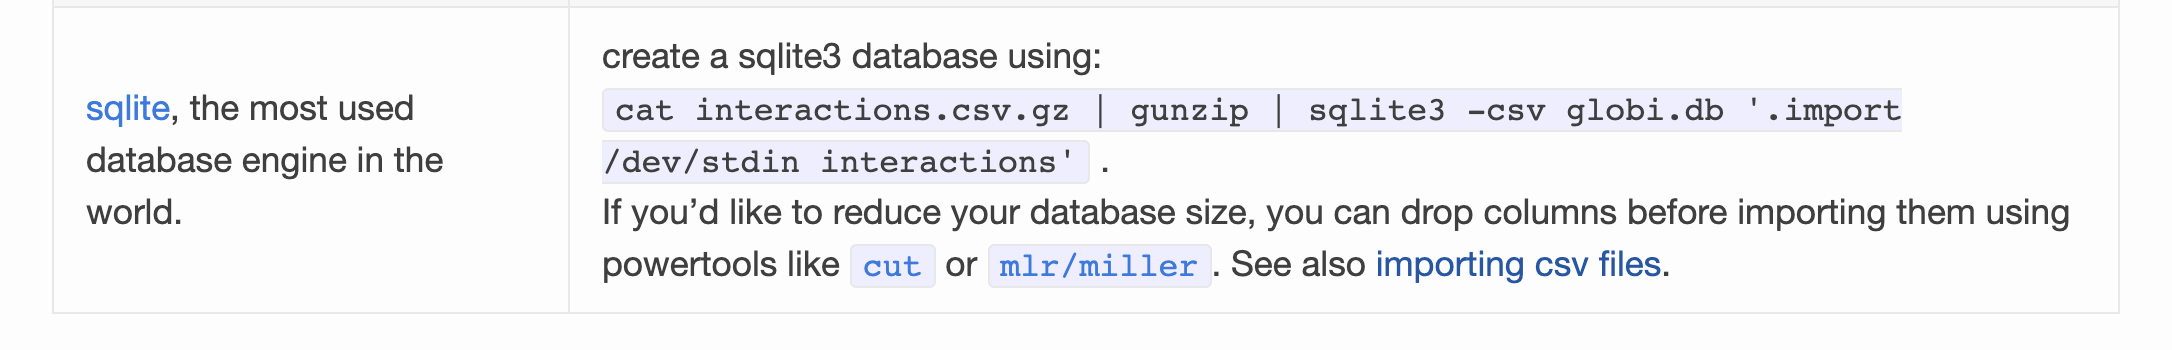 sqlite, the most used
database engine in the
world.
create a sqlite3 database using:
cat interactions.csv.gz | gunzip | sqlite3 -csv globi.db '.import
/dev/stdin interactions' .
If you’d like to reduce your database size, you can drop columns before importing them using
powertools like cut or mlr/miller. See also importing csv files.